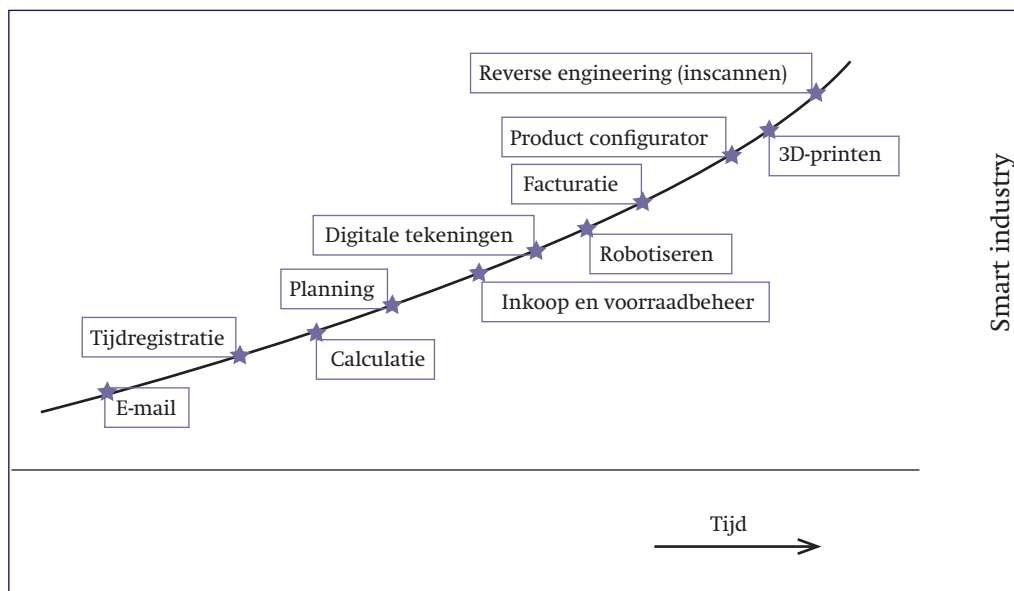 Reverse engineering (inscannen)
Product configurator
3D-printen
Facturatie
Digitale tekeningen
Robotiseren
Planning
Inkoop en voorraadbeheer
Tijdregistratie
Calculatie
E-mail
Smart industry
Tijd